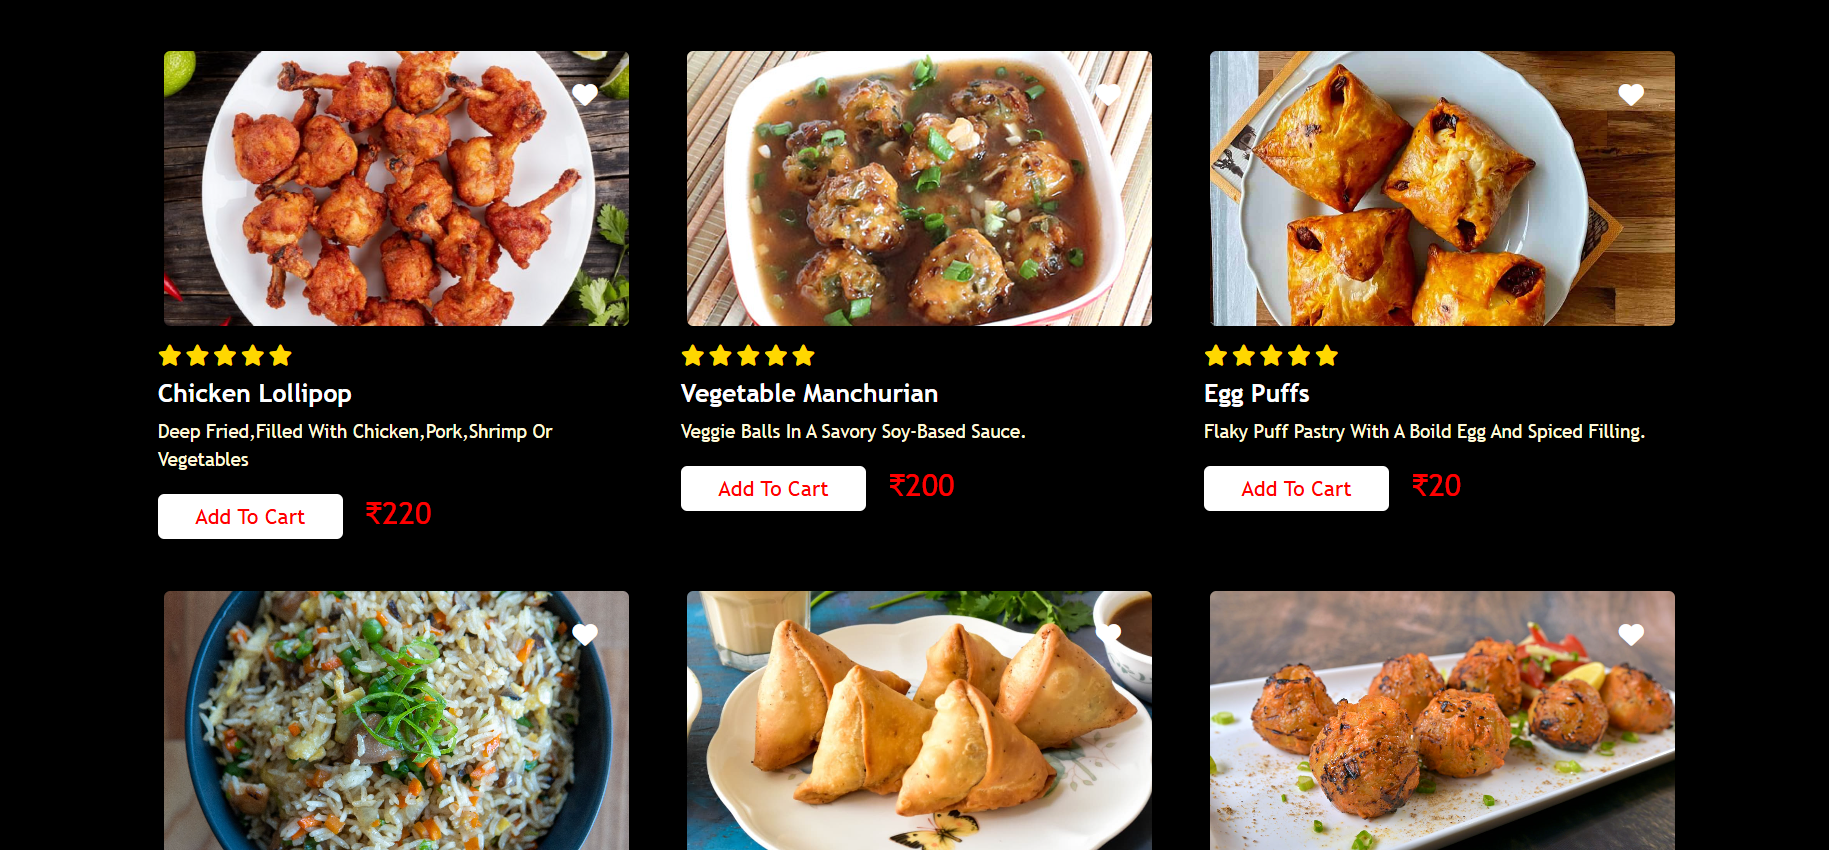 Chicken Lollipop
Deep Fried,Filled With Chicken,Pork,Shrimp Or
Vegetables
Add To Cart ₹220
Vegetable Manchurian
Veggie Balls In A Savory Soy-Based Sauce.
Add To Cart ₹200
Egg Puffs
Flaky Puff Pastry With A Boild Egg And Spiced Filling.
Add To Cart ₹20